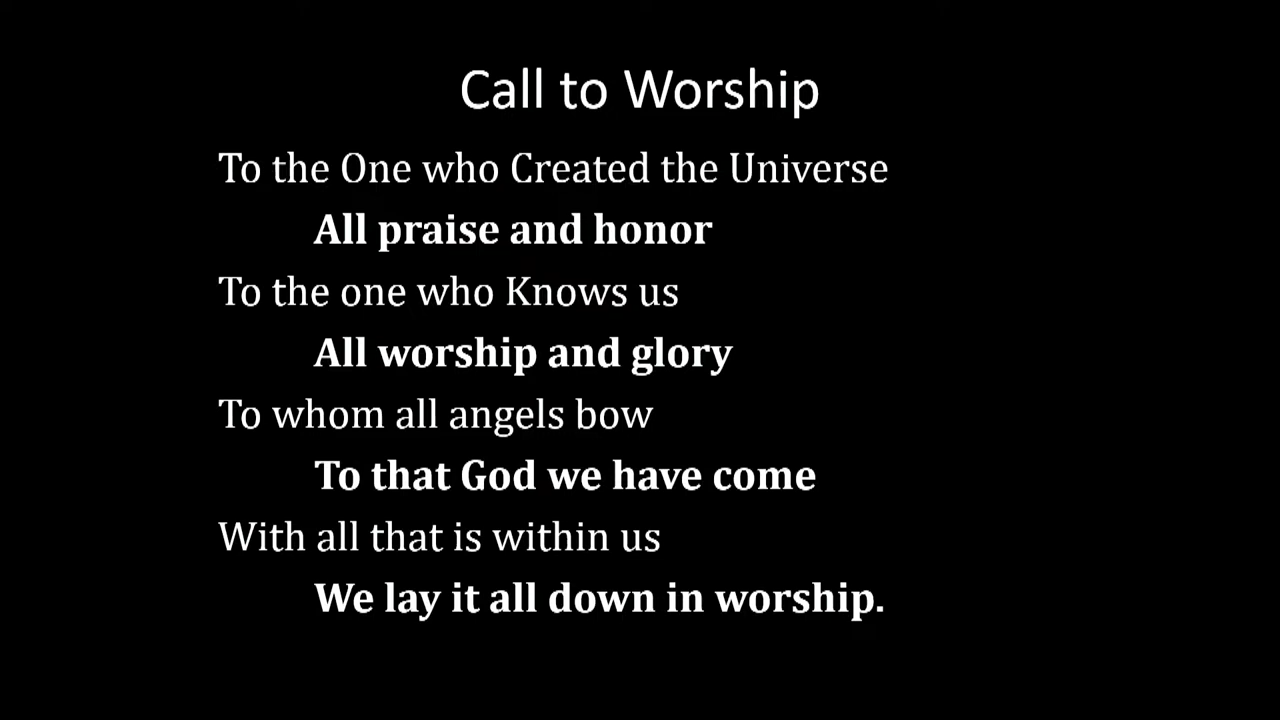 Call to Worship
To the One who Created the Universe
All praise and honor
To the one who Knows us
All worship and glory
To whom all angels bow
To that God we have come
With all that is within us
We lay it all down in worship.